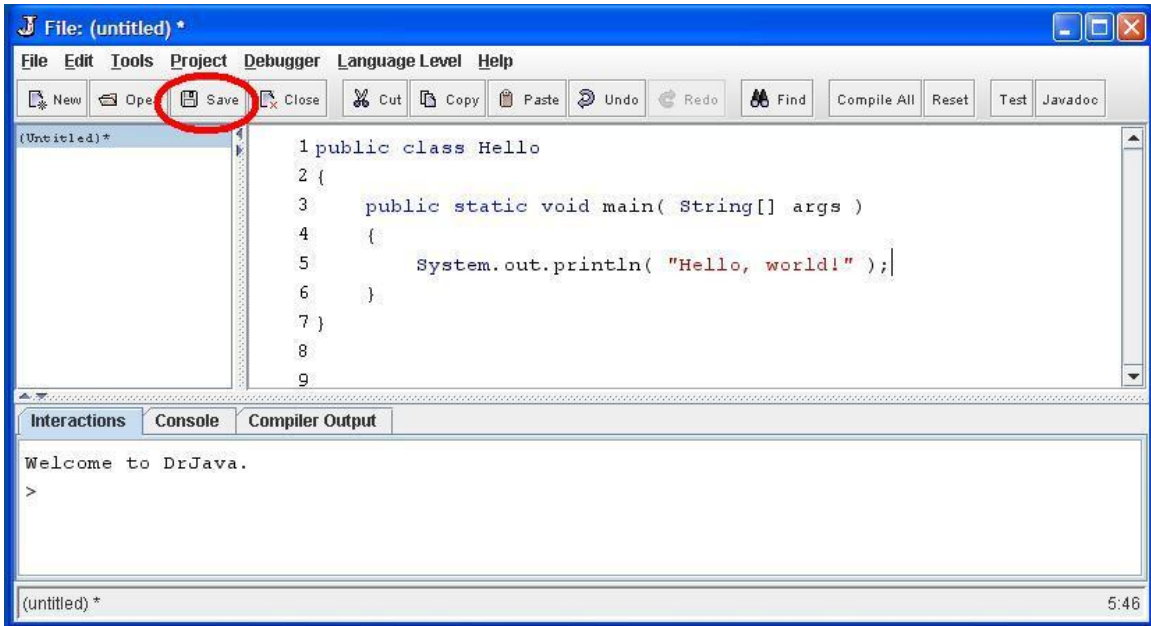 File: (untitled) *
File Edit Tools Project Debugger Language Level Help
New Open Save Close Cut Copy Paste Undo Redo Find Compile All Reset Test Javadoc
(Untitled)*
1 public class Hello
2 {
3 public static void main( String[] args )
4 {
5 System.out.println( "Hello, world!" );
6 }
7 }
8
9
Interactions Console Compiler Output
Welcome to DrJava.
>
(untitled) * 5:46